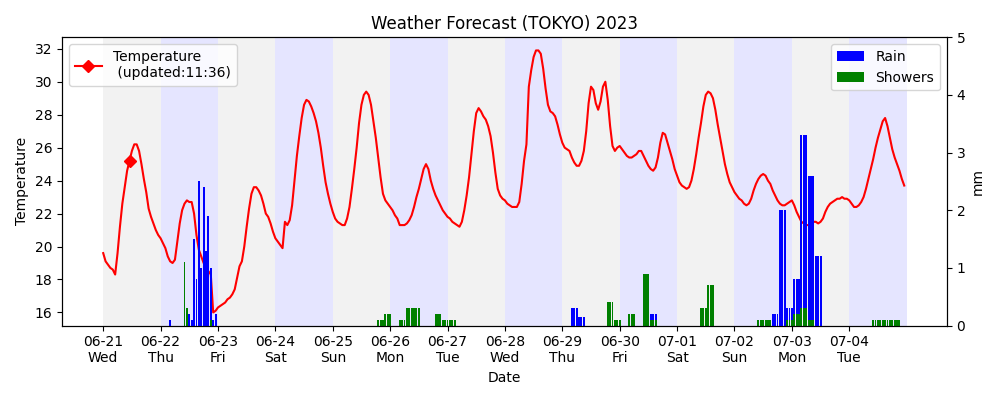 Weather Forecast (TOKYO) 2023
Temperature
(updated:11:36)
Rain
Showers
Temperature
32
30
28
26
24
22
20
18
16
5
4
3
2
1
0
mm
06-21 06-22 06-23 06-24 06-25 06-26 06-27 06-28 06-29 06-30 07-01 07-02 07-03 07-04
Wed Thu Fri Sat Sun Mon Tue Wed Thu Fri Sat Sun Mon Tue
Date